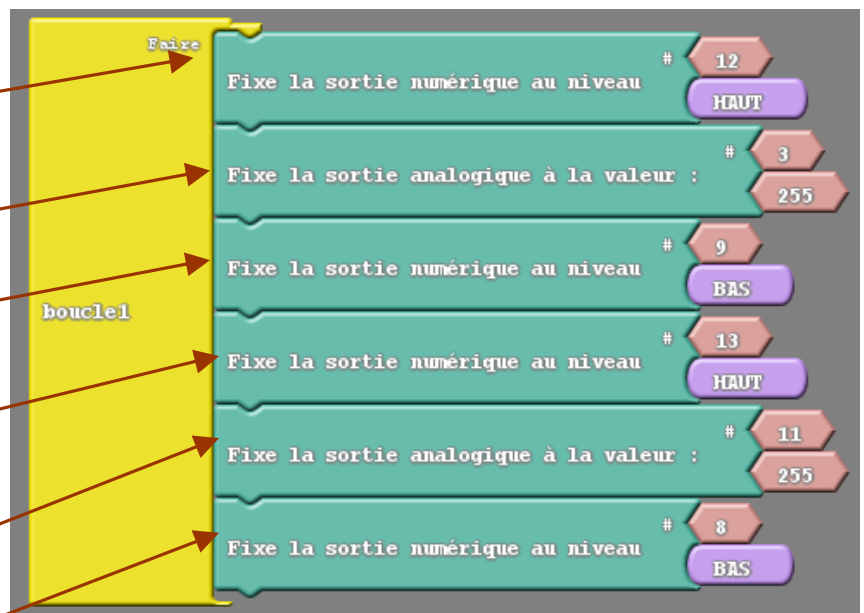 Faire
# 12
Fixe la sortie numérique au niveau
HAUT
# 3
Fixe la sortie analogique à la valeur :
255
# 9
Fixe la sortie numérique au niveau
BAS
boucle1
# 13
Fixe la sortie numérique au niveau
HAUT
# 11
Fixe la sortie analogique à la valeur :
255
# 8
Fixe la sortie numérique au niveau
BAS